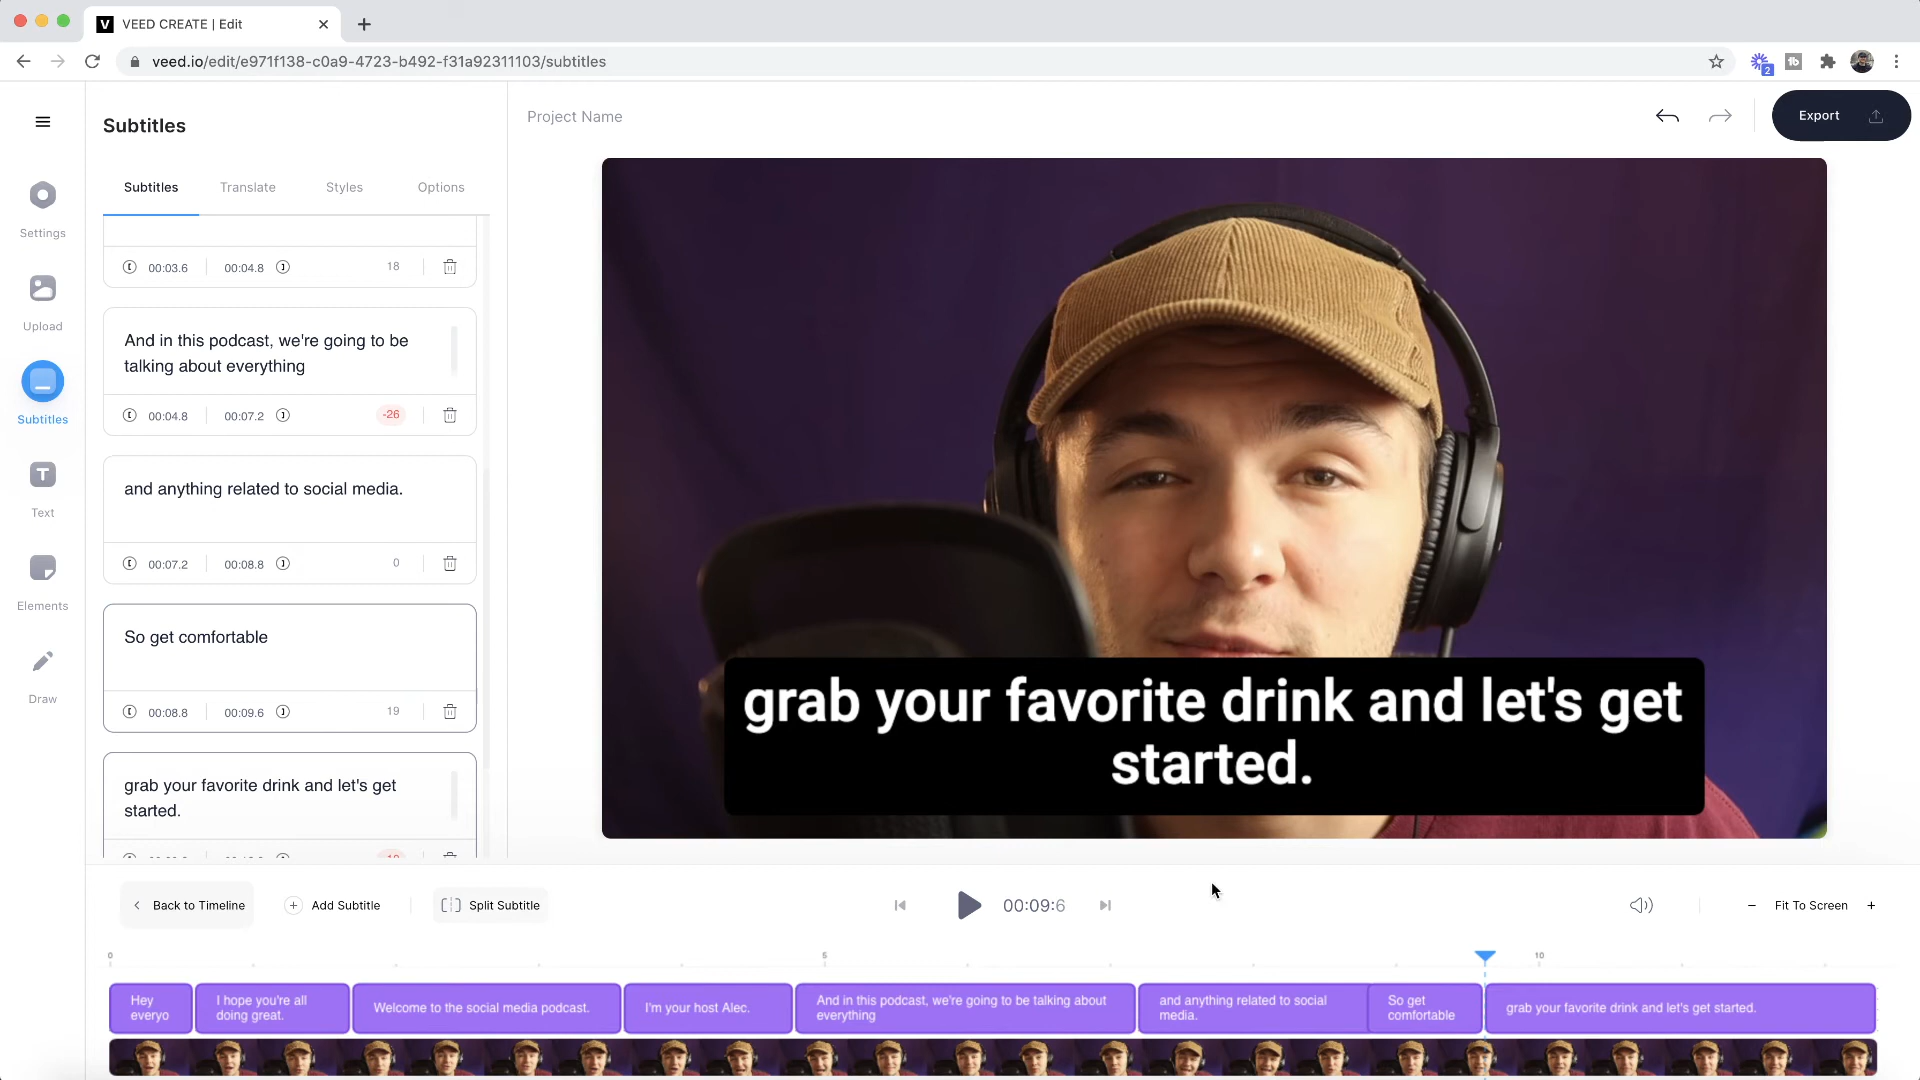 VEED CREATE | Edit
veed.io/edit/e971f138-c0a9-4723-b492-f31a92311103/subtitles
2
Subtitles
Project Name
Export
Subtitles
Translate
Styles
Options
Settings
Upload
Subtitles
Text
Elements
Draw
00:03.6
00:04.8
18
And in this podcast, we're going to be
talking about everything
00:04.8
00:07.2
-26
and anything related to social media.
00:07.2
00:08.8
0
So get comfortable
00:08.8
00:09.6
19
grab your favorite drink and let's get
started.
grab your favorite drink and let's get
started.
Back to Timeline
Add Subtitle
Split Subtitle
00:09:6
Fit To Screen
0
5
10
Hey
everyo
I hope you're all
doing great.
Welcome to the social media podcast.
I'm your host Alec.
And in this podcast, we're going to be talking about
everything
and anything related to social
media.
So get
comfortable
grab your favorite drink and let's get started.